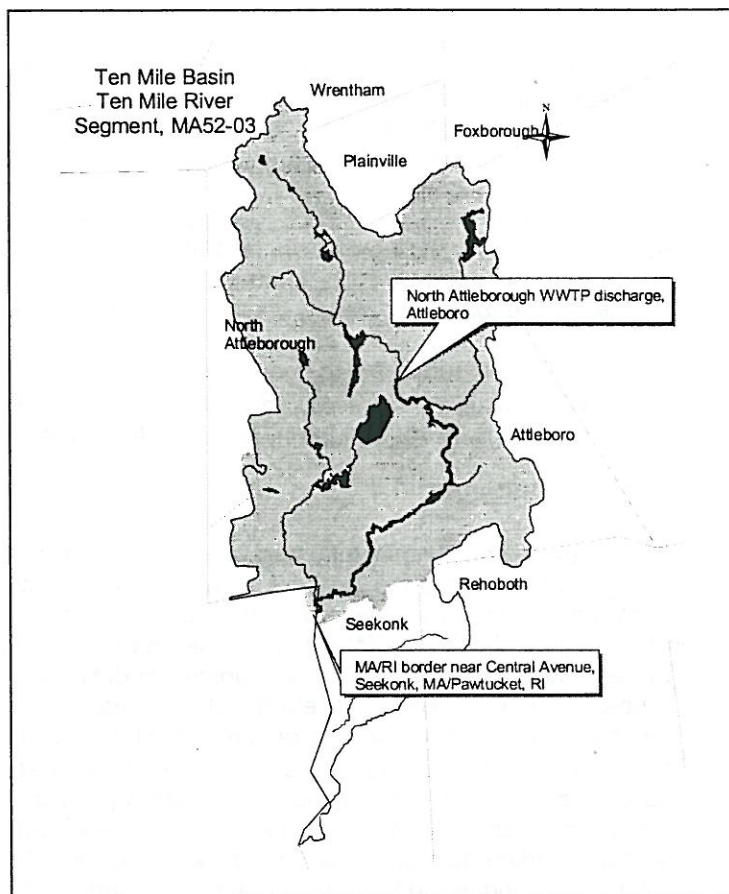 Ten Mile Basin
Ten Mile River
Segment, MA52-03
Wrentham
N
Foxborough
Plainville
North Attleborough WWTP discharge,
Attleboro
North
Attleborough
Attleboro
Rehoboth
Seekonk
MA/RI border near Central Avenue,
Seekonk, MA/Pawtucket, RI